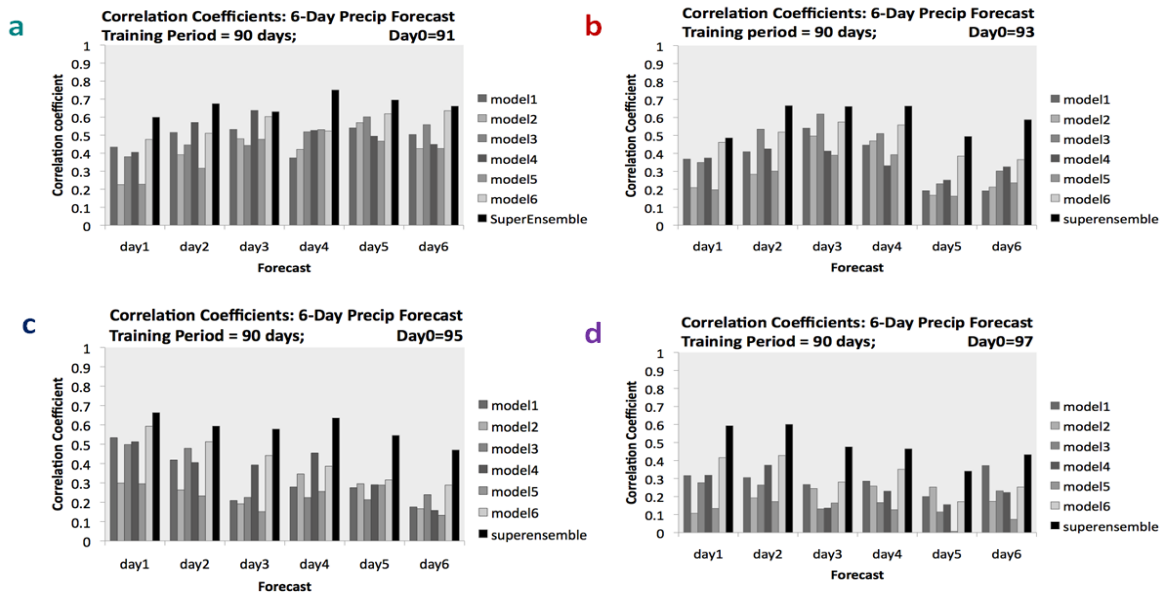 a
Correlation Coefficients: 6-Day Precip Forecast
Training Period = 90 days; Day0=91
Correlation coefficient
1
0.9
0.8
0.7
0.6
0.5
0.4
0.3
0.2
0.1
0
day1 day2 day3 day4 day5 day6
Forecast
model1
model2
model3
model4
model5
model6
SuperEnsemble
b
Correlation Coefficients: 6-Day Precip Forecast
Training period = 90 days; Day0=93
Correlation Coefficient
1
0.9
0.8
0.7
0.6
0.5
0.4
0.3
0.2
0.1
0
day1 day2 day3 day4 day5 day6
Forecast
model1
model2
model3
model4
model5
model6
superensemble
c
Correlation Coefficients: 6-Day Precip Forecast
Training Period = 90 days; Day0=95
Correlation Coefficient
1
0.9
0.8
0.7
0.6
0.5
0.4
0.3
0.2
0.1
0
day1 day2 day3 day4 day5 day6
Forecast
model1
model2
model3
model4
model5
model6
superensemble
d
Correlation Coefficients: 6-Day Precip Forecast
Training Period = 90 days; Day0=97
Correlation Coefficient
1
0.9
0.8
0.7
0.6
0.5
0.4
0.3
0.2
0.1
0
day1 day2 day3 day4 day5 day6
Forecast
model1
model2
model3
model4
model5
model6
superensemble